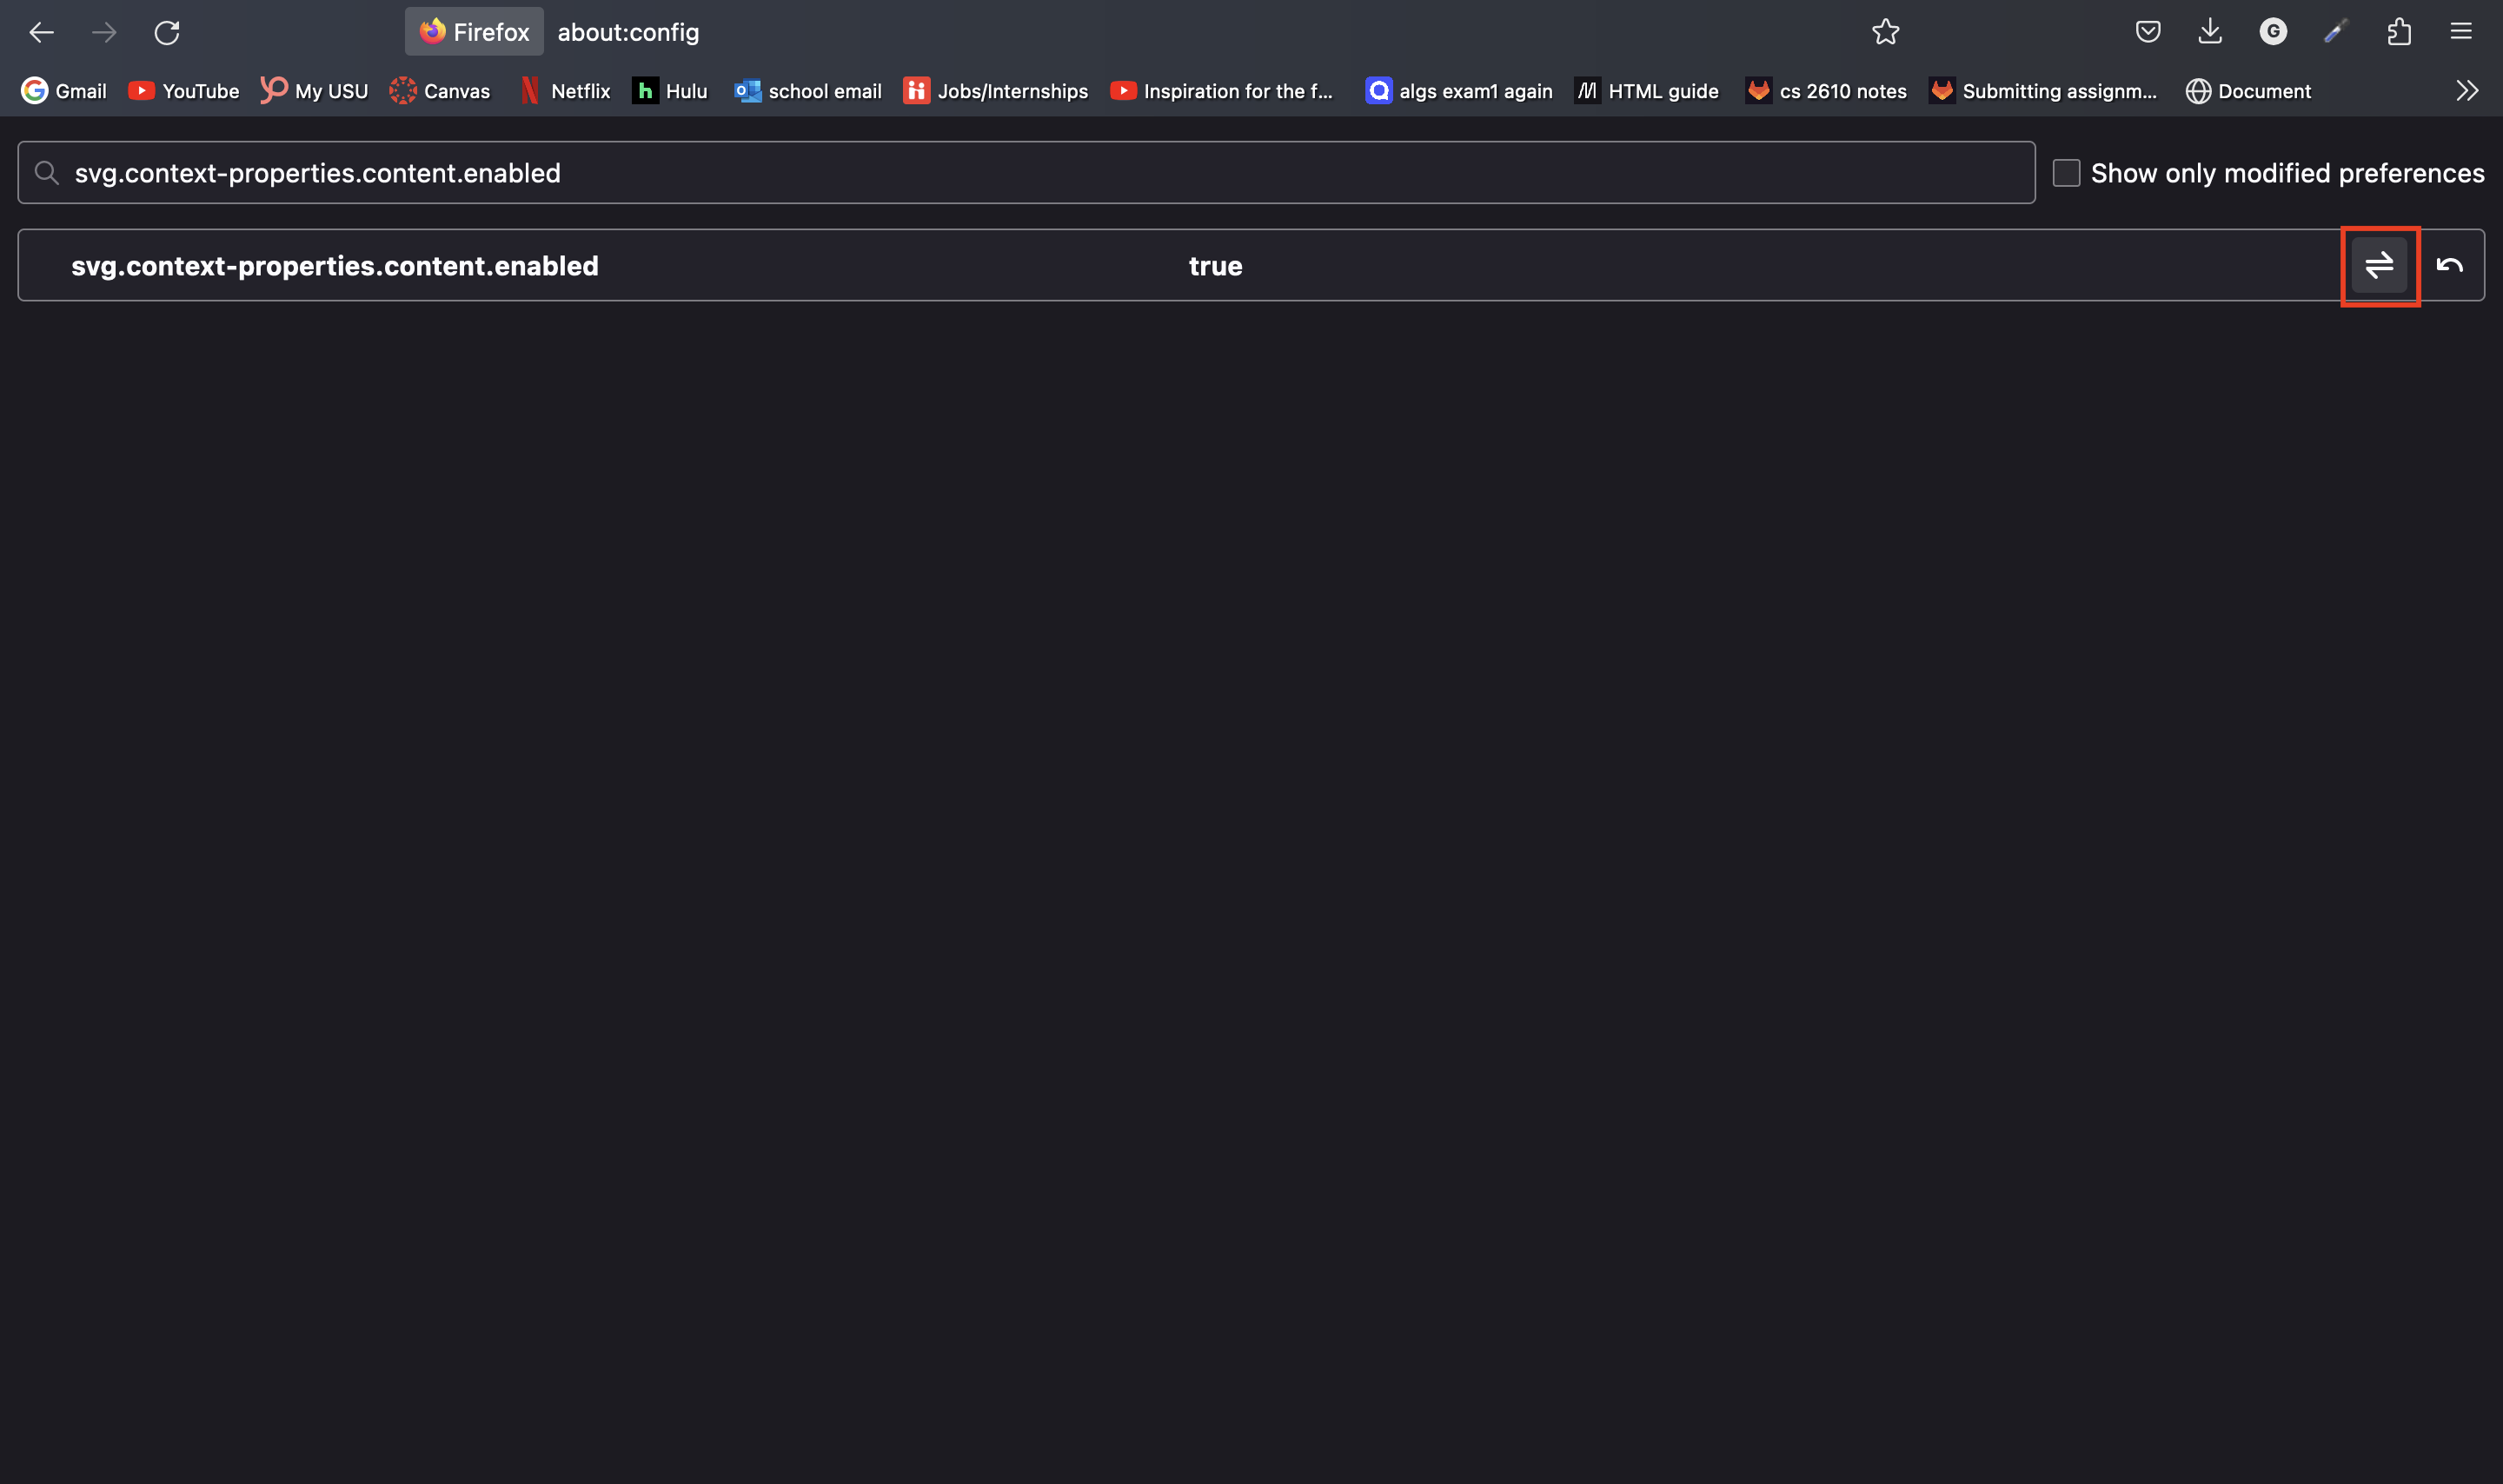 Firefox about:config
Gmail YouTube My USU Canvas Netflix Hulu school email Jobs/Internships Inspiration for the f... algs exam1 again HTML guide cs 2610 notes Submitting assignm... Document
svg.context-properties.content.enabled Show only modified preferences
svg.context-properties.content.enabled true